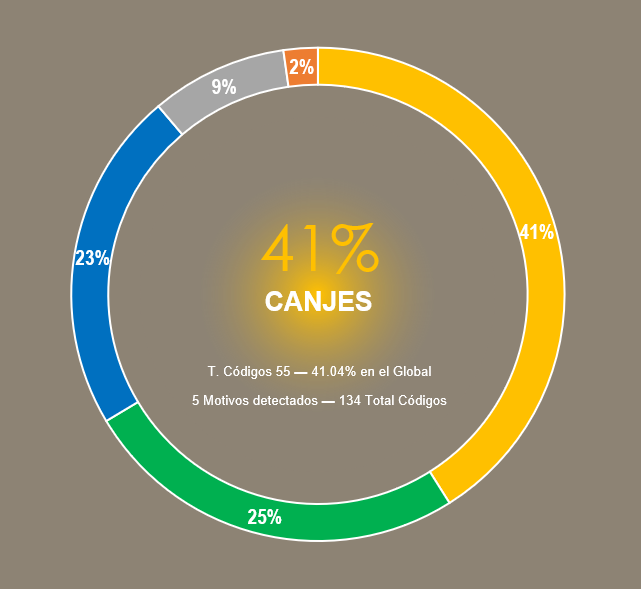 2%
9%
41%
23%
41%
CANJES
T. Códigos 55 — 41.04% en el Global
5 Motivos detectados — 134 Total Códigos
25%